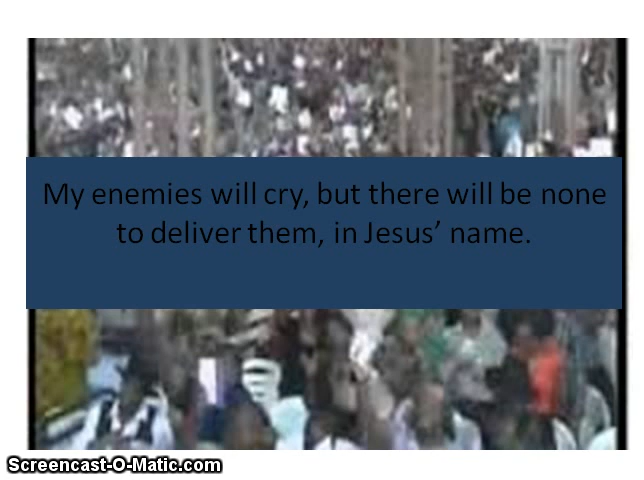 My enemies will cry, but there will be none
to deliver them, in Jesus’ name.
Screencast-O-Matic.com